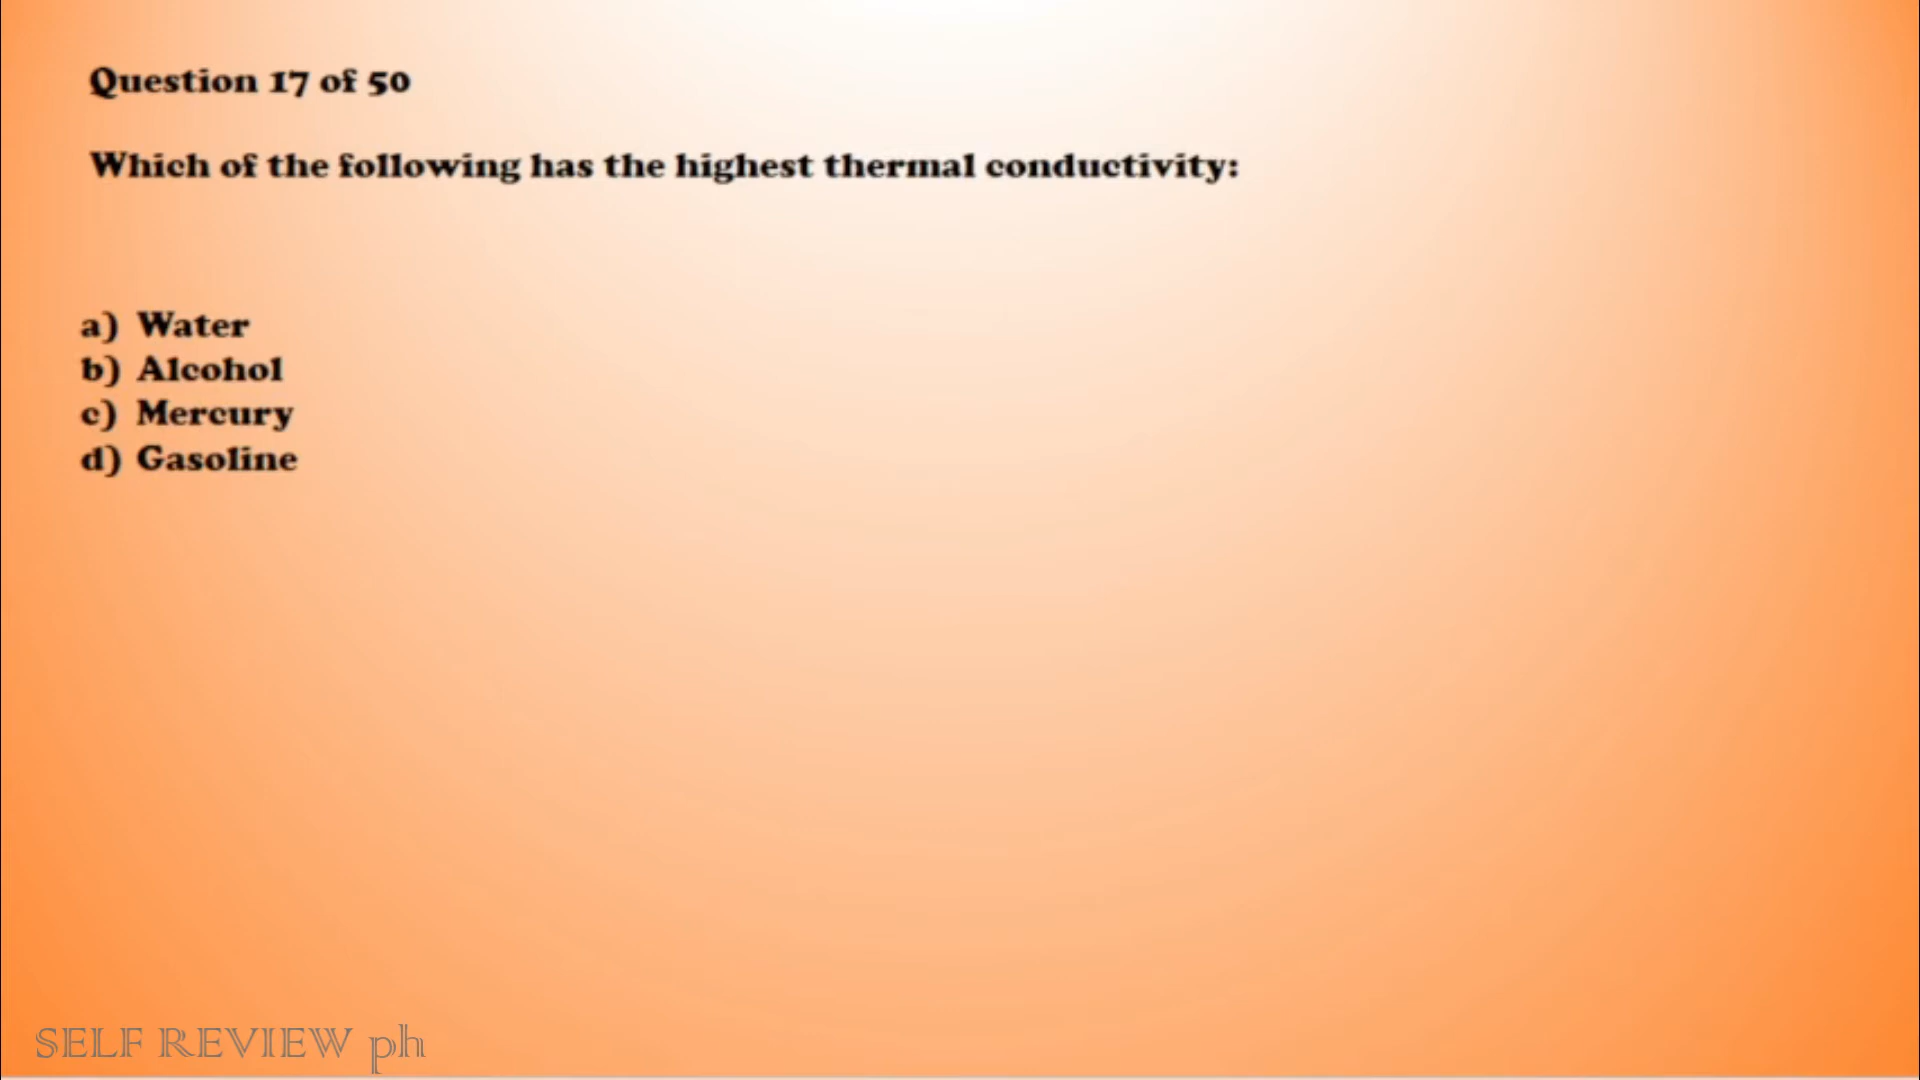 Question 17 of 50
Which of the following has the highest thermal conductivity:
a) Water
b) Alcohol
c) Mercury
d) Gasoline
SELF REVIEW ph